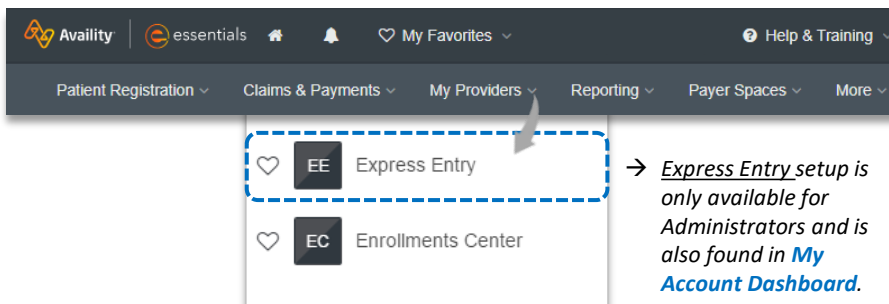 Availity essentials My Favorites Help & Training
Patient Registration Claims & Payments My Providers Reporting Payer Spaces More
EE Express Entry
EC Enrollments Center
→ Express Entry setup is
only available for
Administrators and is
also found in My
Account Dashboard.